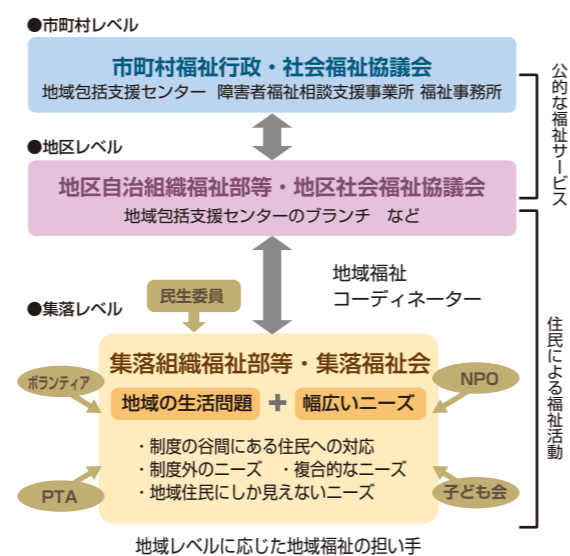 ●市町村レベル
市町村福祉行政・社会福祉協議会
地域包括支援センター 障害者福祉相談支援事業所 福祉事務所
公的な福祉サービス
●地区レベル
地区自治組織福祉部等・地区社会福祉協議会
地域包括支援センターのブランチ など
地域福祉
コーディネーター
民生委員
●集落レベル
集落組織福祉部等・集落福祉会
ボランティア
地域の生活問題 + 幅広いニーズ
NPO
住民による福祉活動
・制度の谷間にある住民への対応
・制度外のニーズ ・複合的なニーズ
・地域住民にしか見えないニーズ
PTA
子ども会
地域レベルに応じた地域福祉の担い手